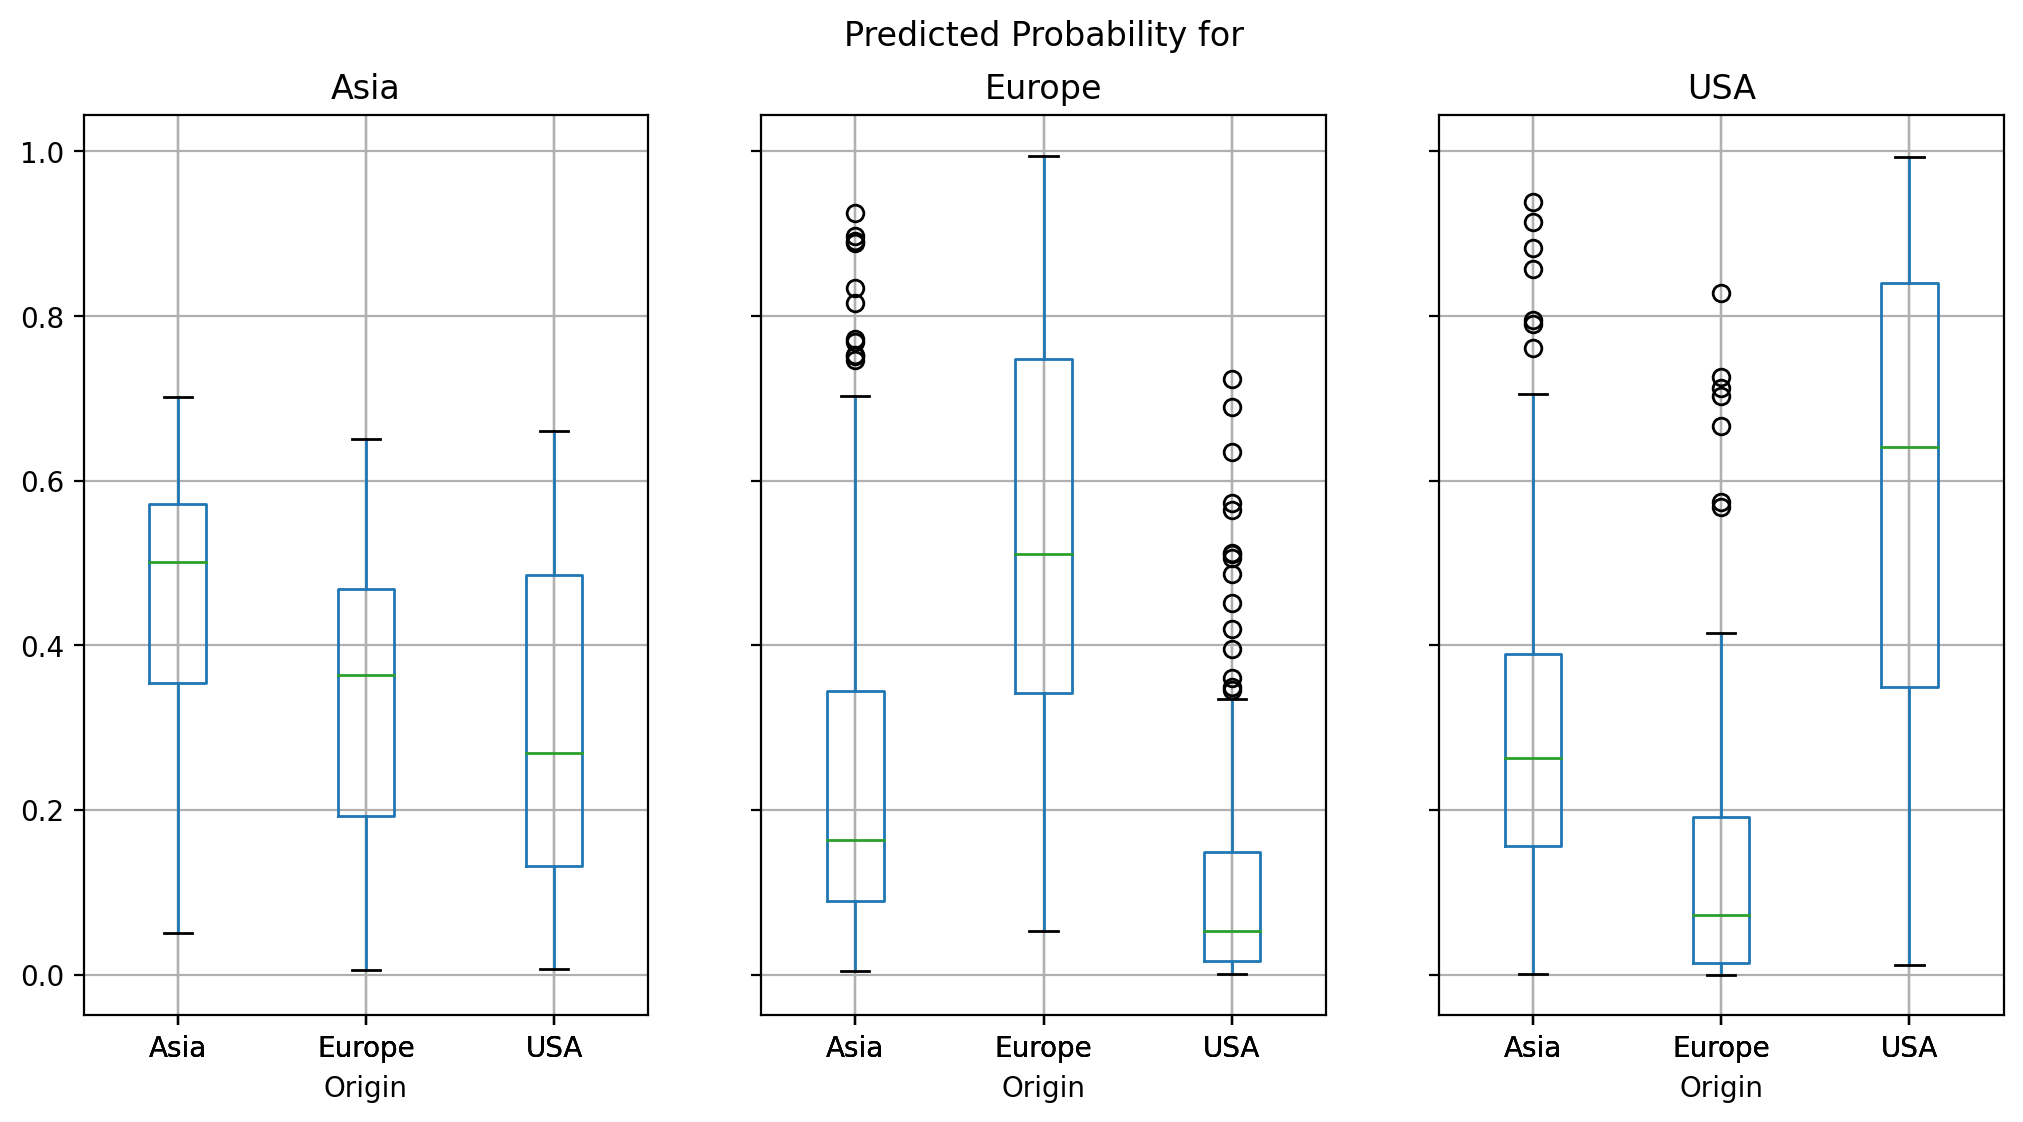 Predicted Probability for
Asia
Europe
USA
1.0
0.8
0.6
0.4
0.2
0.0
Asia Europe USA
Origin
Asia Europe USA
Origin
Asia Europe USA
Origin